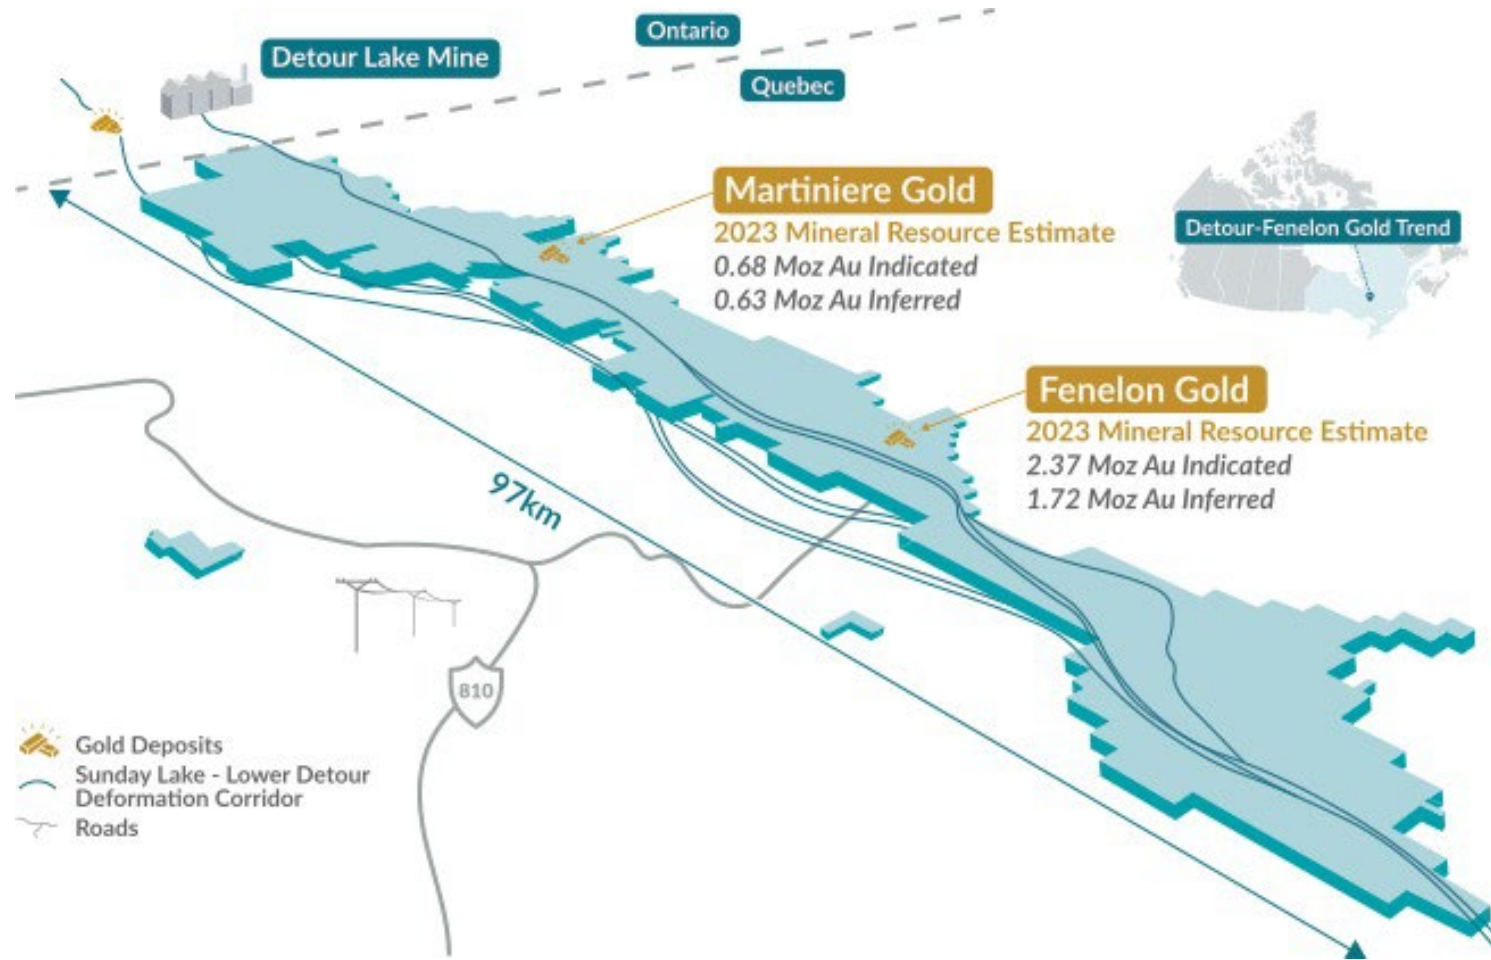 Ontario
Detour Lake Mine
Quebec
Martiniere Gold
2023 Mineral Resource Estimate
0.68 Moz Au Indicated
0.63 Moz Au Inferred
Detour-Fenelon Gold Trend
Fenelon Gold
2023 Mineral Resource Estimate
2.37 Moz Au Indicated
1.72 Moz Au Inferred
97km
810
Gold Deposits
Sunday Lake - Lower Detour
Deformation Corridor
Roads